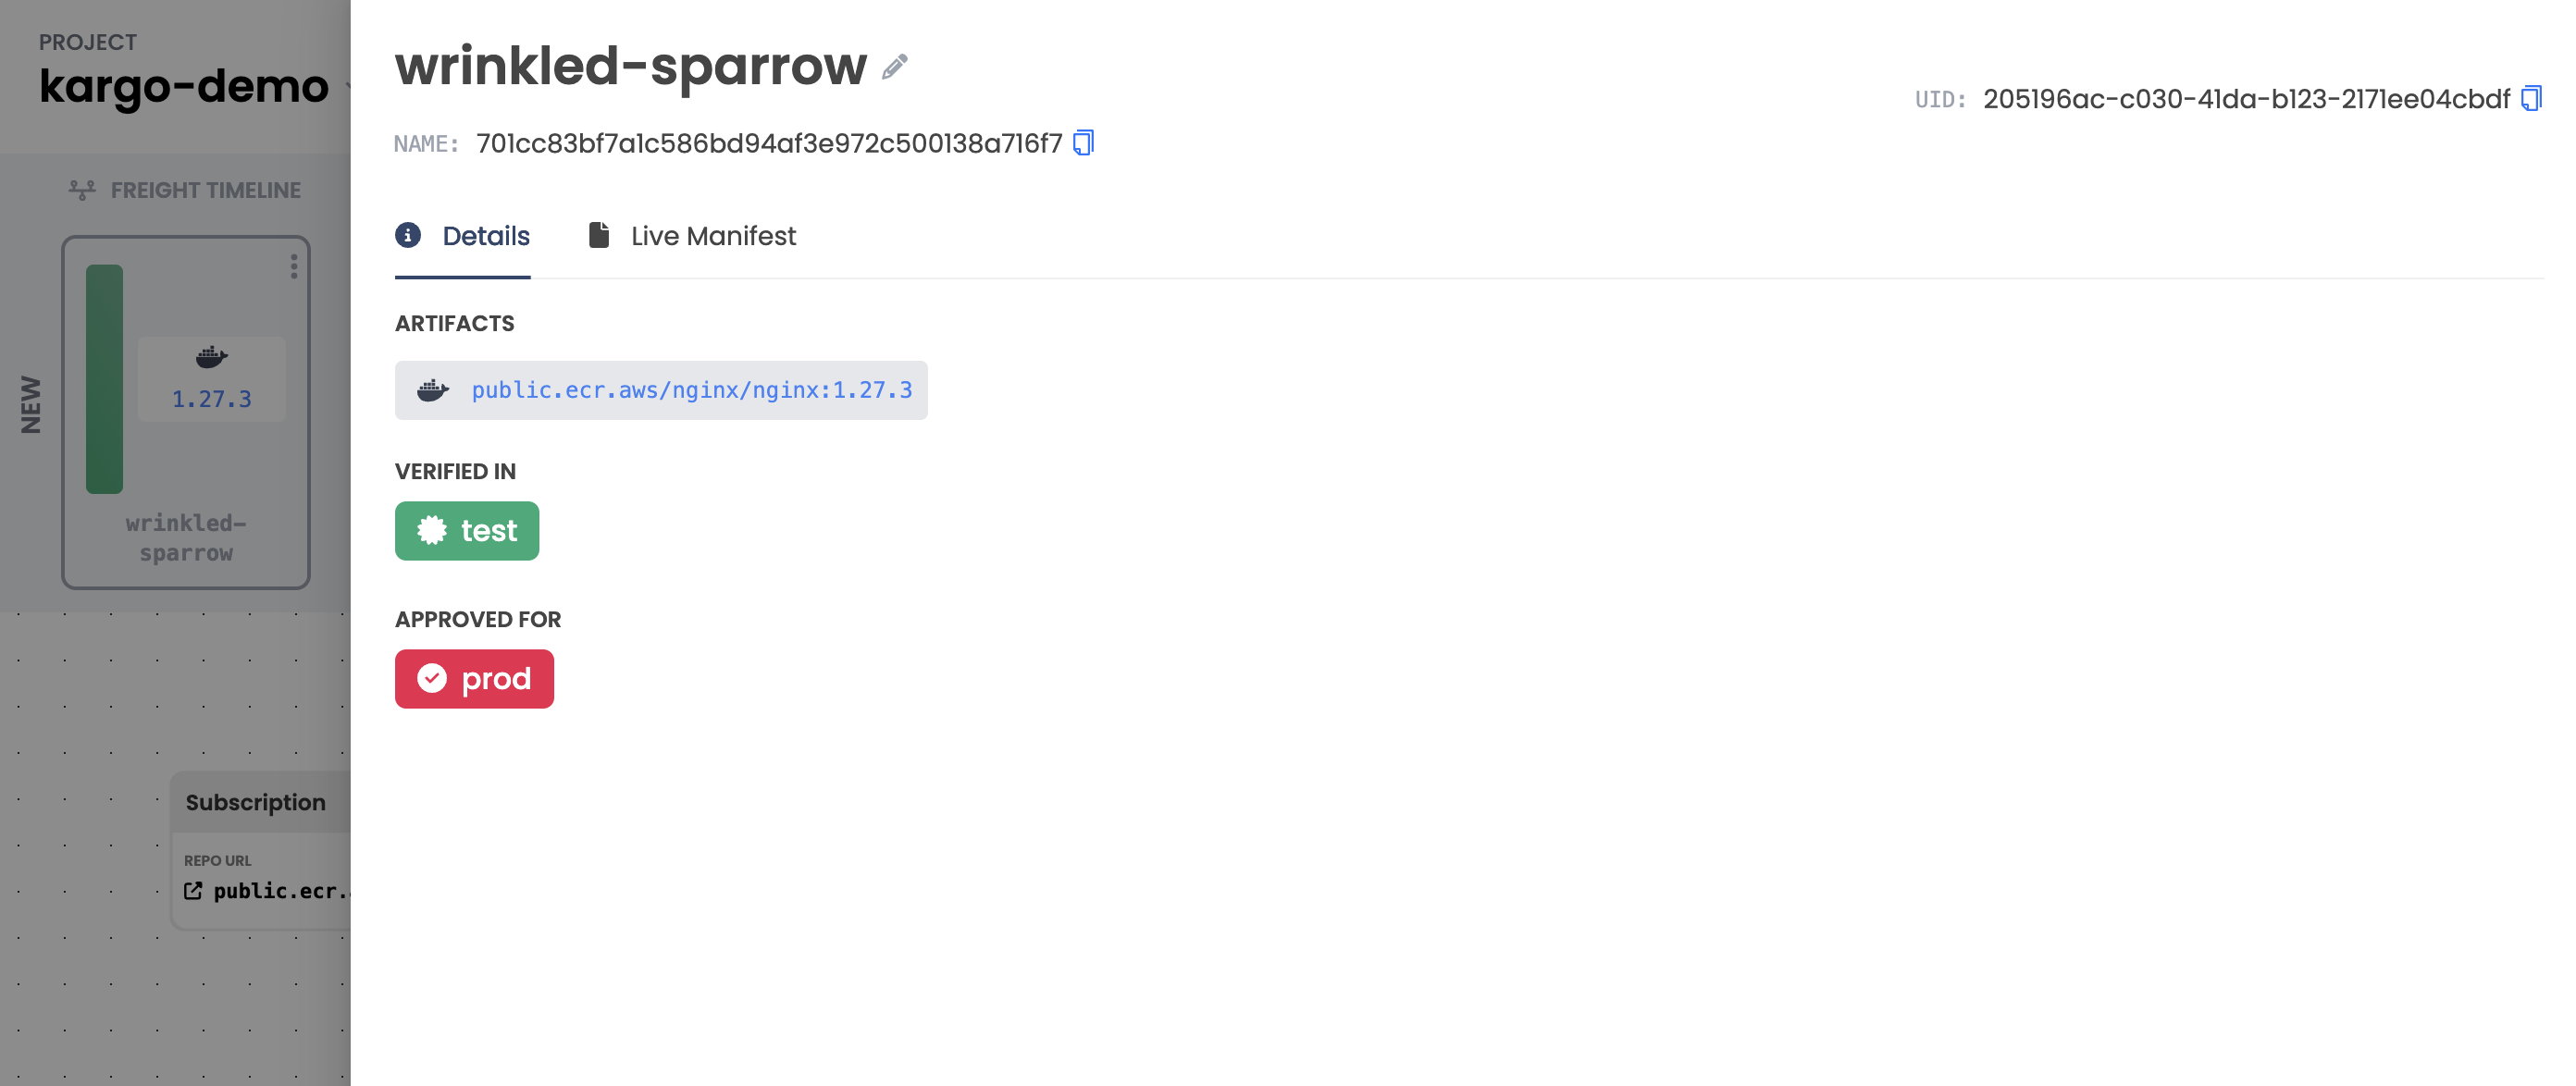 PROJECT
kargo-demo
FREIGHT TIMELINE
NEW
1.27.3
wrinkled-
sparrow
Subscription
REPO URL
public.ecr.
wrinkled-sparrow
NAME: 701cc83bf7a1c586bd94af3e972c500138a716f7
UID: 205196ac-c030-41da-b123-2171ee04cbdf
Details
Live Manifest
ARTIFACTS
public.ecr.aws/nginx/nginx:1.27.3
VERIFIED IN
test
APPROVED FOR
prod